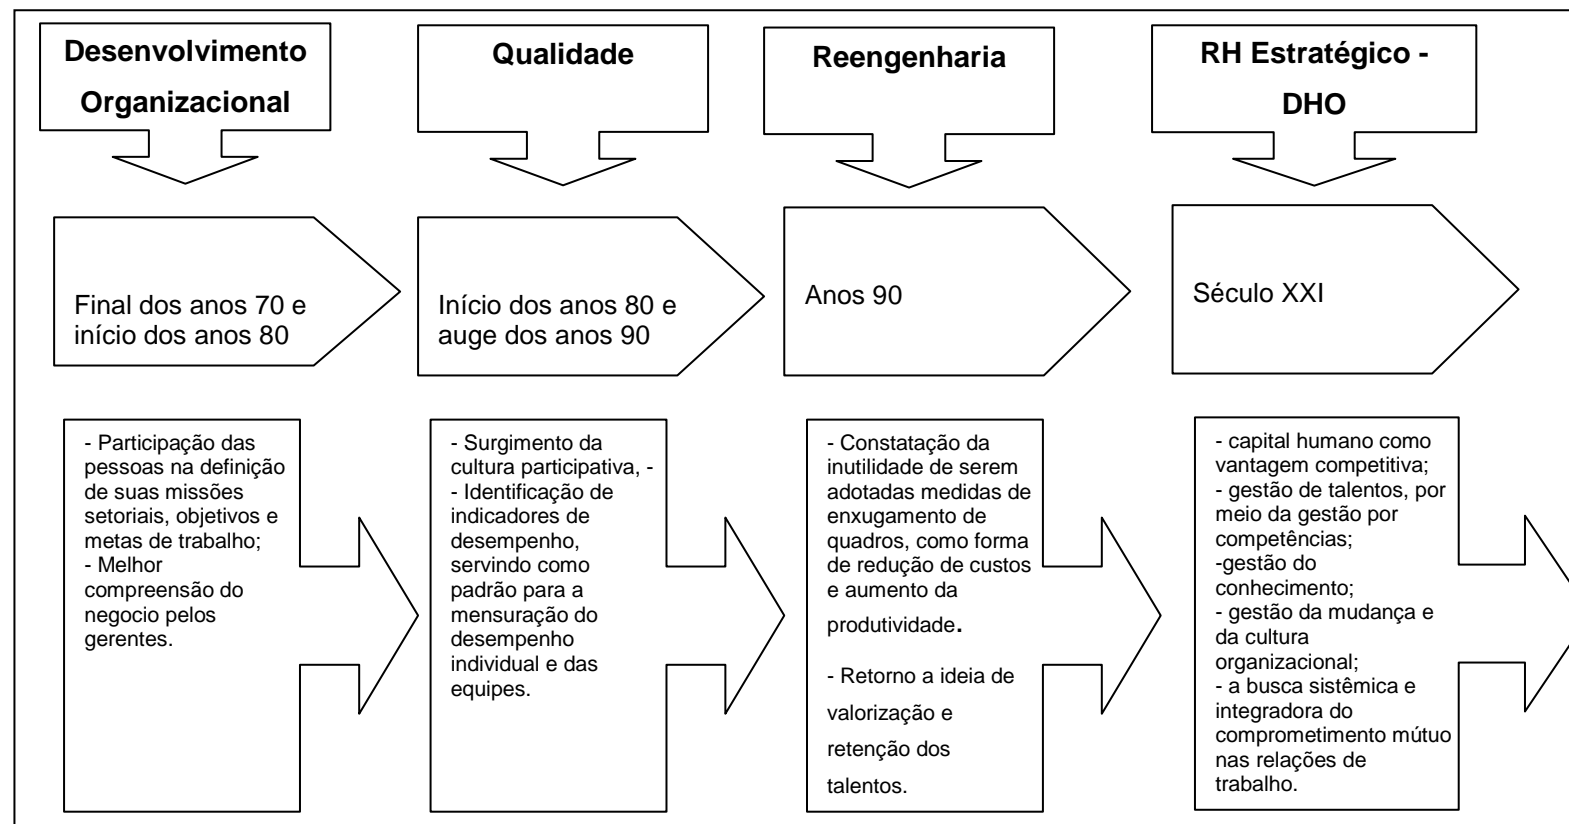 Desenvolvimento
Organizacional
Qualidade
Reengenharia
RH Estratégico -
DHO
Final dos anos 70 e
início dos anos 80
Início dos anos 80 e
auge dos anos 90
Anos 90
Século XXI
- Participação das
pessoas na definição
de suas missões
setoriais, objetivos e
metas de trabalho;
- Melhor
compreensão do
negocio pelos
gerentes.
- Surgimento da
cultura participativa, -
- Identificação de
indicadores de
desempenho,
servindo como
padrão para a
mensuração do
desempenho
individual e das
equipes.
- Constatação da
inutilidade de serem
adotadas medidas de
enxugamento de
quadros, como forma
de redução de custos
e aumento da
produtividade.
- Retorno a ideia de
valorização e
retenção dos
talentos.
- capital humano como
vantagem competitiva;
- gestão de talentos, por
meio da gestão por
competências;
-gestão do
conhecimento;
- gestão da mudança e
da cultura
organizacional;
- a busca sistêmica e
integradora do
comprometimento mútuo
nas relações de
trabalho.